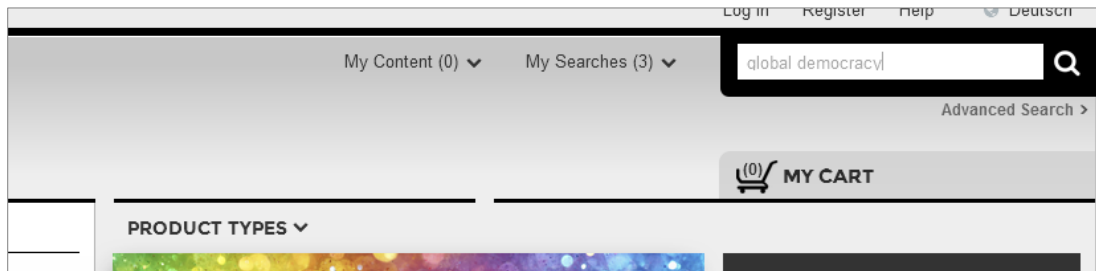 Log In Register Help Deutsch
My Content (0) My Searches (3) global democracy
Advanced Search >
(0) MY CART
PRODUCT TYPES